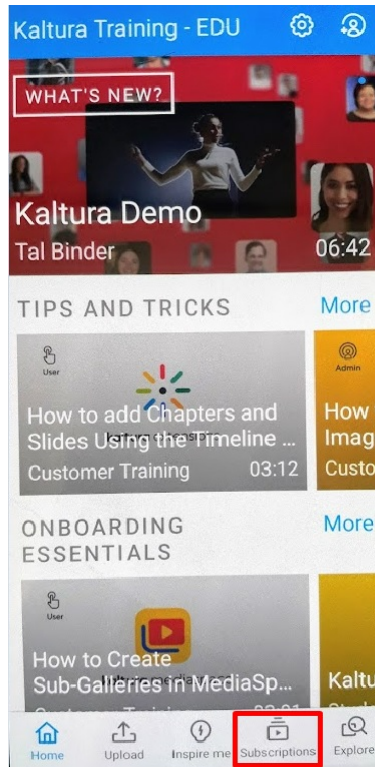 Kaltura Training - EDU
WHAT'S NEW?
Kaltura Demo
Tal Binder
06:42
TIPS AND TRICKS
More
User
How to add Chapters and
Slides Using the Timeline ...
Customer Training
03:12
Admin
How
Imag
Custo
ONBOARDING
ESSENTIALS
More
User
How to Create
Sub-Galleries in MediaSp...
Kaltu
Home
Upload
Inspire me
Subscriptions
Explore